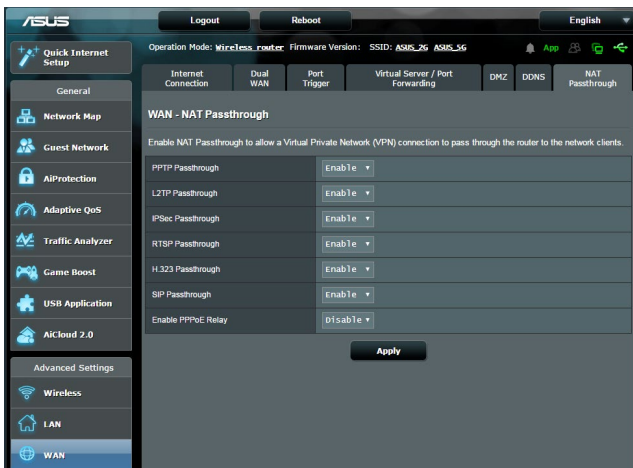 ASUS
Logout
Reboot
English
Quick Internet
Setup
Operation Mode: Wireless router Firmware Version: SSID: ASUS_2G ASUS_5G
App
Internet
Connection
Dual
WAN
Port
Trigger
Virtual Server / Port
Forwarding
DMZ
DDNS
NAT
Passthrough
General
Network Map
Guest Network
AiProtection
Adaptive QoS
Traffic Analyzer
Game Boost
USB Application
AiCloud 2.0
Advanced Settings
Wireless
LAN
WAN
WAN - NAT Passthrough
Enable NAT Passthrough to allow a Virtual Private Network (VPN) connection to pass through the router to the network clients.
PPTP Passthrough Enable
L2TP Passthrough Enable
IPSec Passthrough Enable
RTSP Passthrough Enable
H.323 Passthrough Enable
SIP Passthrough Enable
Enable PPPoE Relay Disable
Apply